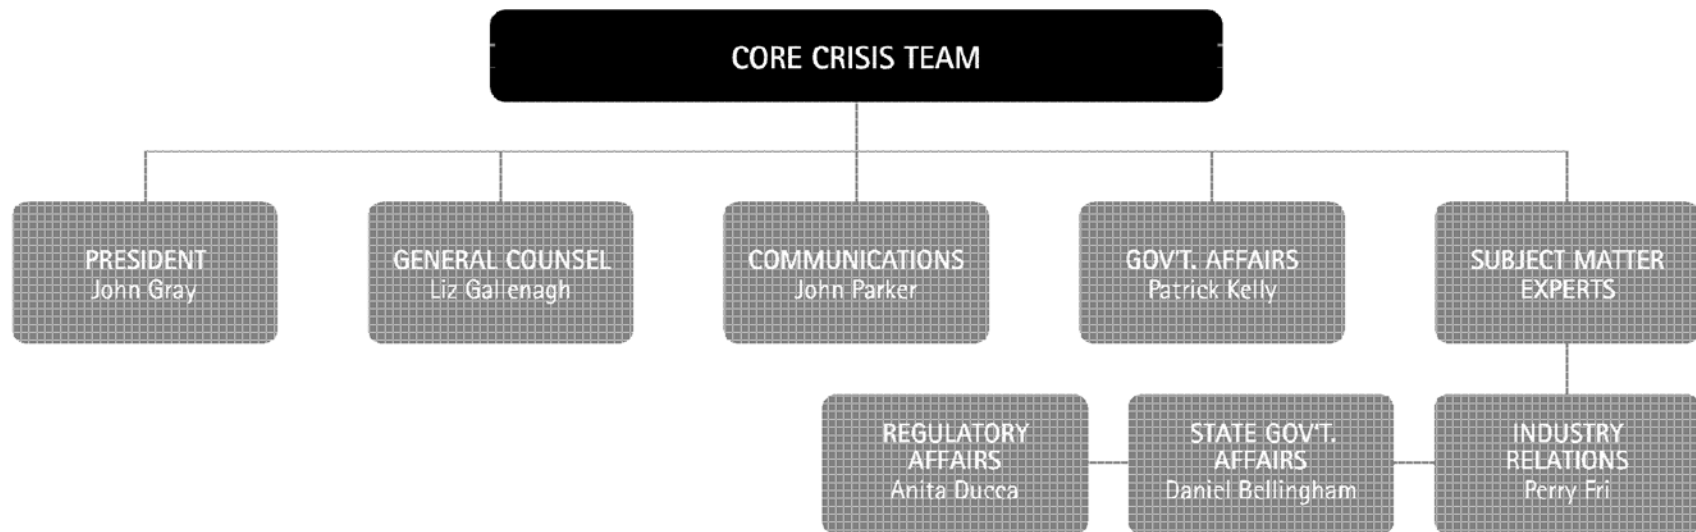 CORE CRISIS TEAM
PRESIDENT
John Gray
GENERAL COUNSEL
Liz Gallenagh
COMMUNICATIONS
John Parker
GOV'T. AFFAIRS
Patrick Kelly
SUBJECT MATTER
EXPERTS
REGULATORY
AFFAIRS
Anita Ducca
STATE GOV'T.
AFFAIRS
Daniel Bellingham
INDUSTRY
RELATIONS
Perry Fri